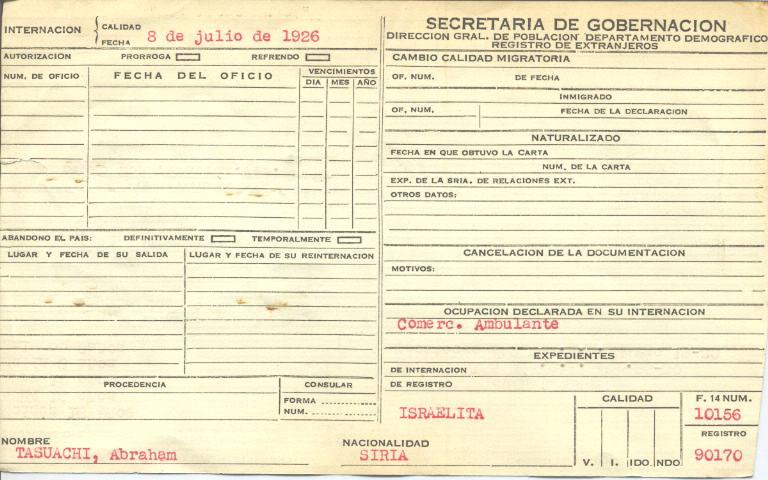 INTERNACION { CALIDAD
FECHA 8 de julio de 1926
AUTORIZACION PRORROGA REFRENDO
NUM. DE OFICIO FECHA DEL OFICIO VENCIMIENTOS
DIA MES AÑO
ABANDONO EL PAIS: DEFINITIVAMENTE TEMPORALMENTE
LUGAR Y FECHA DE SU SALIDA LUGAR Y FECHA DE SU REINTERNACION
PROCEDENCIA CONSULAR
FORMA
NUM.
NOMBRE
TASUACHI, Abraham
NACIONALIDAD
SIRIA
SECRETARIA DE GOBERNACION
DIRECCION GRAL. DE POBLACION DEPARTAMENTO DEMOGRAFICO
REGISTRO DE EXTRANJEROS
CAMBIO CALIDAD MIGRATORIA
OF. NUM. DE FECHA
INMIGRADO
OF, NUM. FECHA DE LA DECLARACION
NATURALIZADO
FECHA EN QUE OBTUVO LA CARTA
NUM. DE LA CARTA
EXP. DE LA SRIA. DE RELACIONES EXT.
OTROS DATOS:
CANCELACION DE LA DOCUMENTACION
MOTIVOS:
OCUPACION DECLARADA EN SU INTERNACION
Comerc. Ambulante
EXPEDIENTES
DE INTERNACION
DE REGISTRO
ISRAELITA
CALIDAD
V. I. IDO. NDO
F. 14 NUM.
10156
REGISTRO
90170